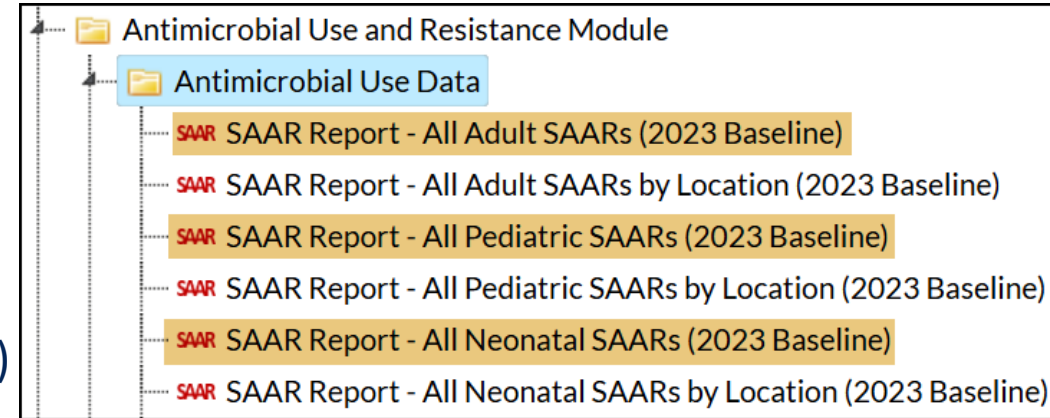 Antimicrobial Use and Resistance Module
Antimicrobial Use Data
SAAR SAAR Report - All Adult SAARs (2023 Baseline)
SAAR SAAR Report - All Adult SAARs by Location (2023 Baseline)
SAAR SAAR Report - All Pediatric SAARs (2023 Baseline)
SAAR SAAR Report - All Pediatric SAARs by Location (2023 Baseline)
) SAAR SAAR Report - All Neonatal SAARs (2023 Baseline)
SAAR SAAR Report - All Neonatal SAARs by Location (2023 Baseline)